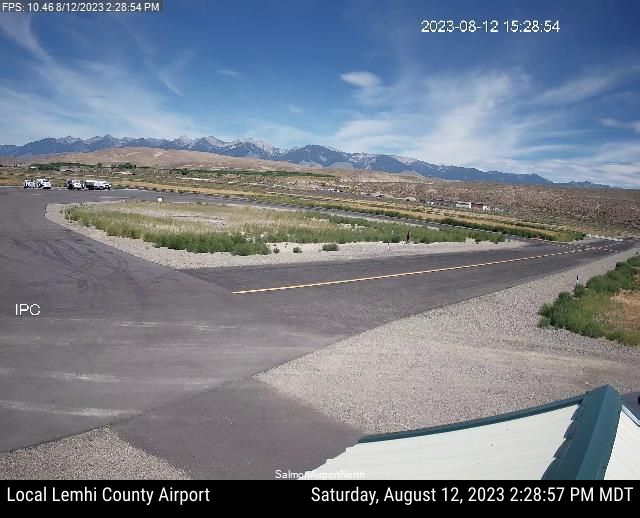 FPS: 10.46 8/12/2023 2:28:54 PM
2023-08-12 15:28:54
IPC
SalmonAirportNorth
Local Lemhi County Airport
Saturday, August 12, 2023 2:28:57 PM MDT